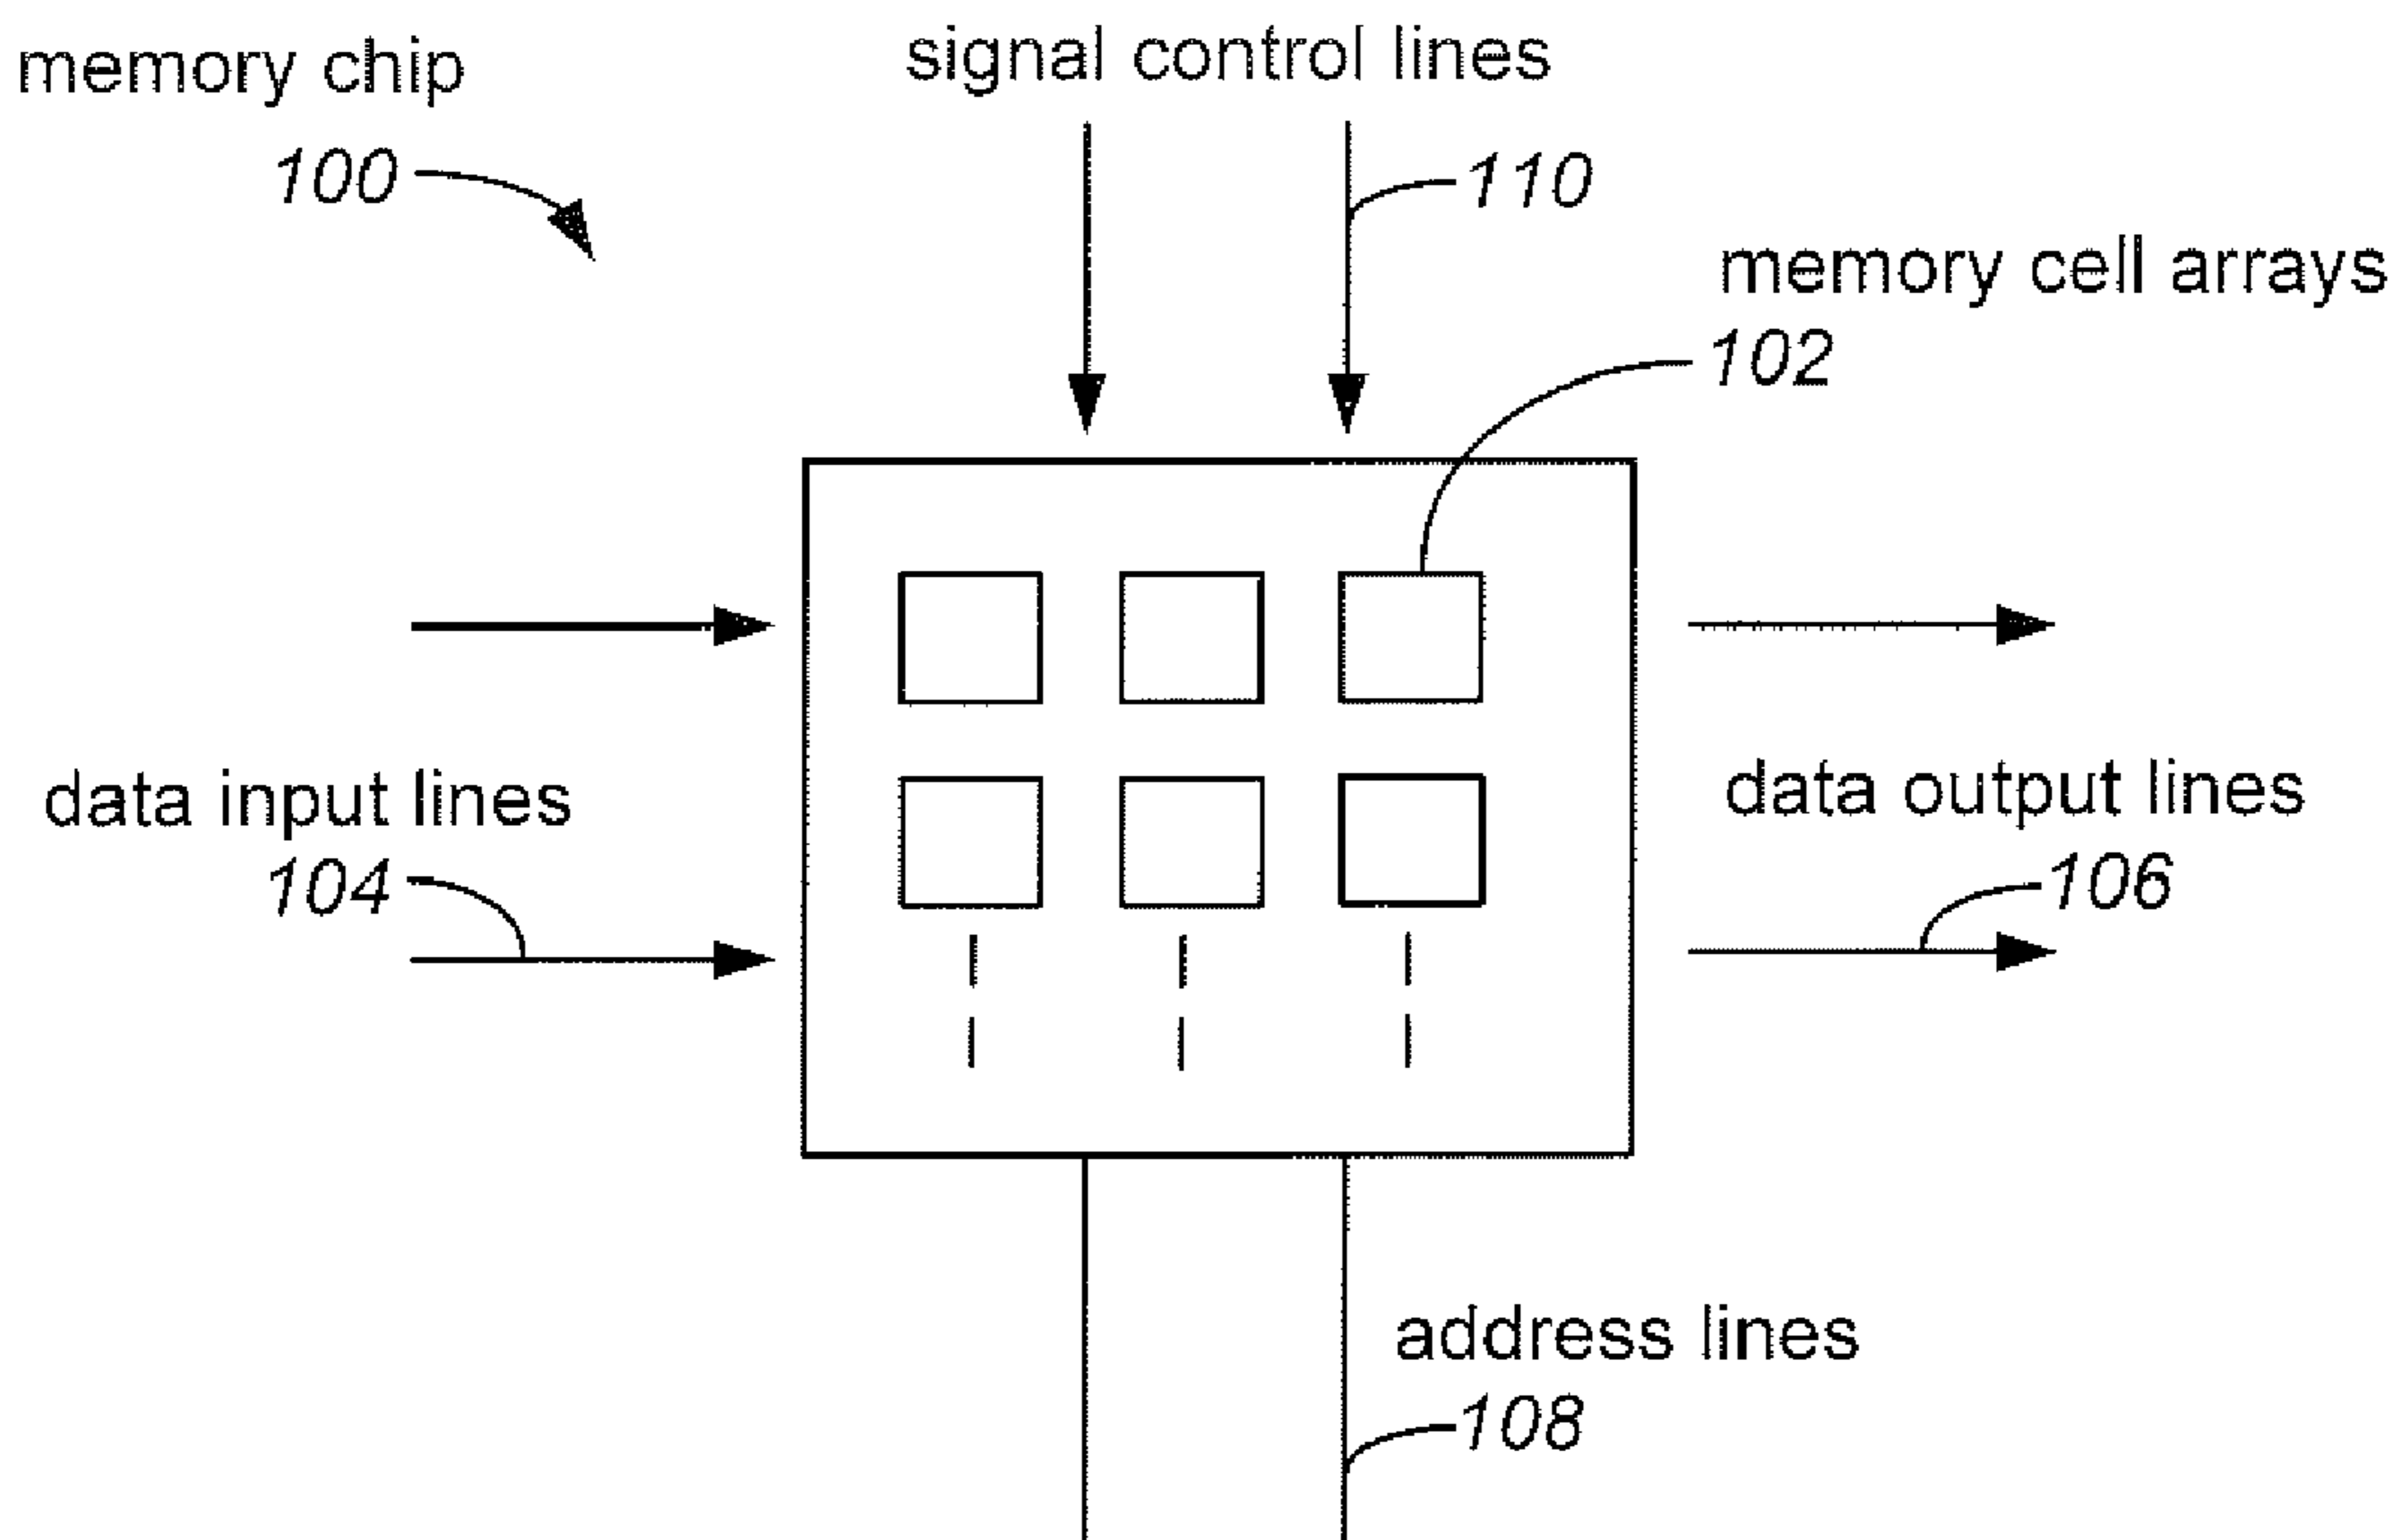 memory chip
100
signal control lines
110
memory cell arrays
102
data input lines
104
data output lines
106
address lines
108